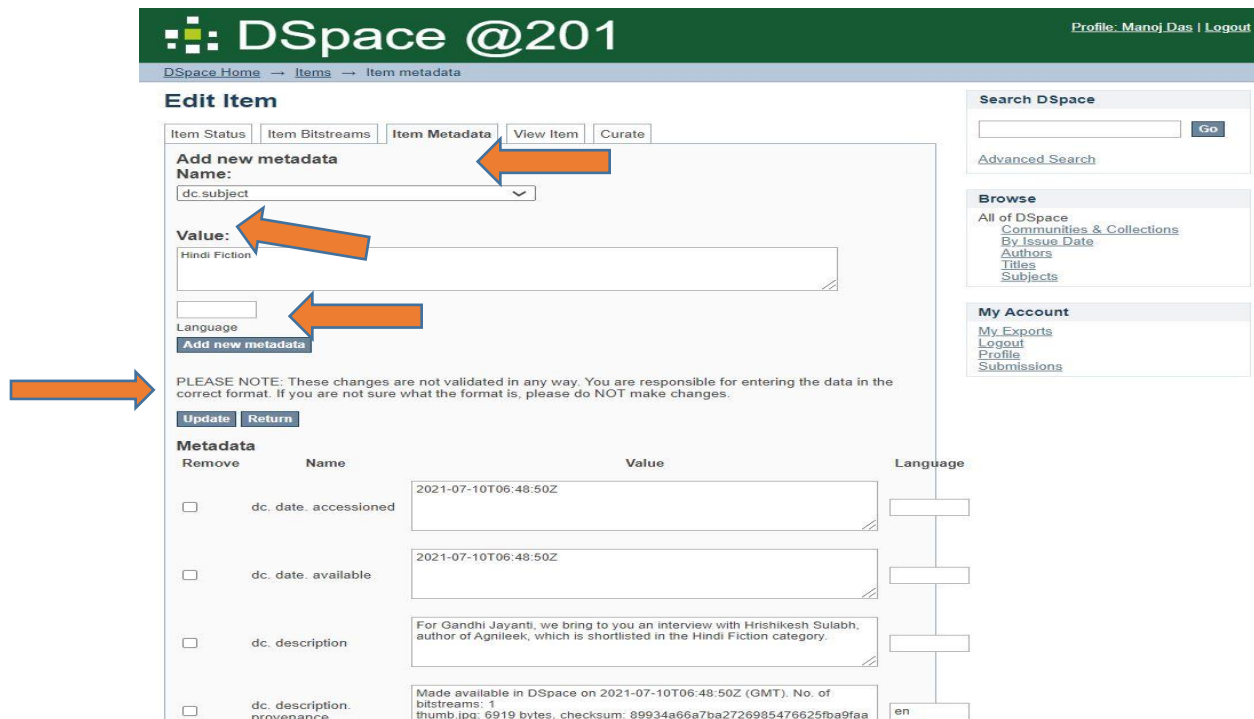 DSpace @201
Profile: Manoj Das | Logout
DSpace Home → Items → Item metadata
Edit Item
Item Status
Item Bitstreams
Item Metadata
View Item
Curate
Add new metadata
Name:
dc.subject
Value:
Hindi Fiction
Language
Add new metadata
PLEASE NOTE: These changes are not validated in any way. You are responsible for entering the data in the
correct format. If you are not sure what the format is, please do NOT make changes.
Update
Return
Metadata
Remove Name Value Language
2021-07-10T06:48:50Z
dc. date. accessioned
2021-07-10T06:48:50Z
dc. date. available
For Gandhi Jayanti, we bring to you an interview with Hrishikesh Sulabh,
author of Agnileek, which is shortlisted in the Hindi Fiction category.
dc. description
Made available in DSpace on 2021-07-10T06:48:50Z (GMT). No. of
bitstreams: 1
thumb.jpg: 6919 bytes, checksum: 89934a66a7ba2726985476625fba9faa
dc. description.
provenance
en
Search DSpace
Go
Advanced Search
Browse
All of DSpace
Communities & Collections
By Issue Date
Authors
Titles
Subjects
My Account
My Exports
Logout
Profile
Submissions